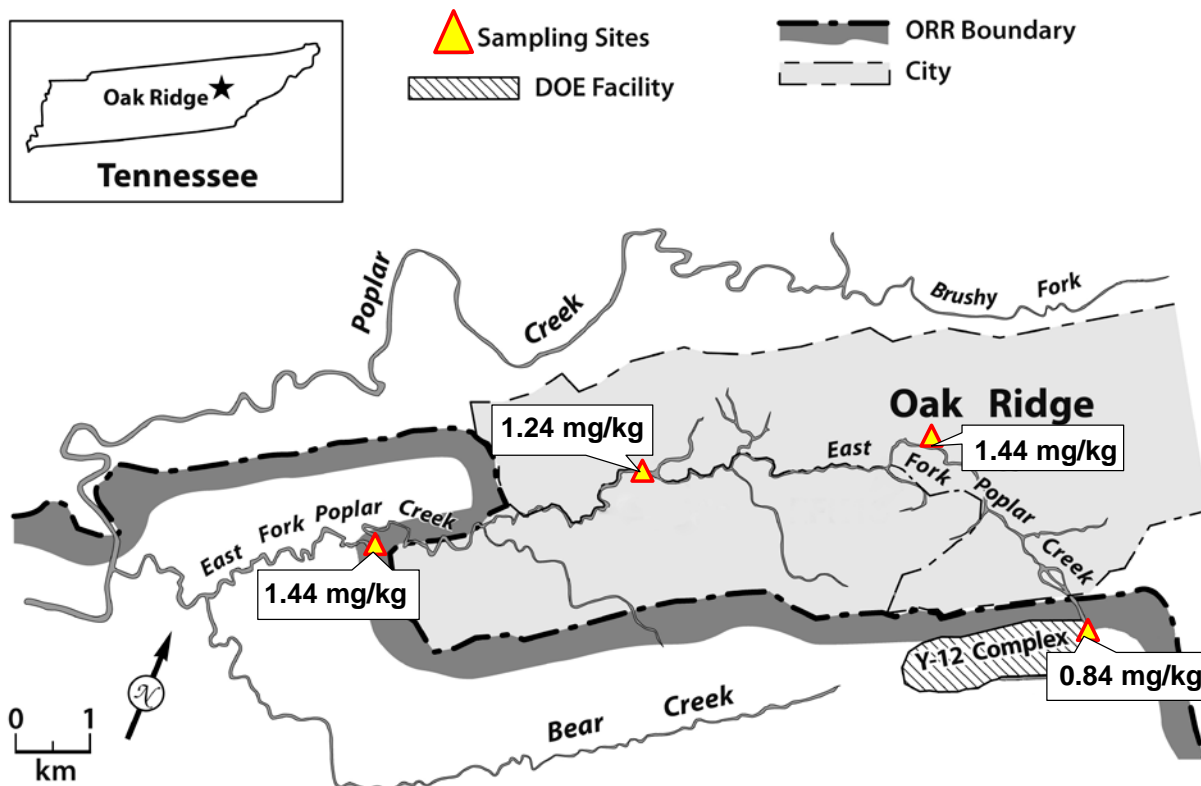 Oak Ridge
Tennessee
Sampling Sites
DOE Facility
ORR Boundary
City
Poplar
Creek
Brushy Fork
Oak Ridge
1.24 mg/kg
1.44 mg/kg
East
Fork
Poplar
Creek
East Fork Poplar Creek
1.44 mg/kg
Y-12 Complex
0.84 mg/kg
N
Bear Creek
0 1
km